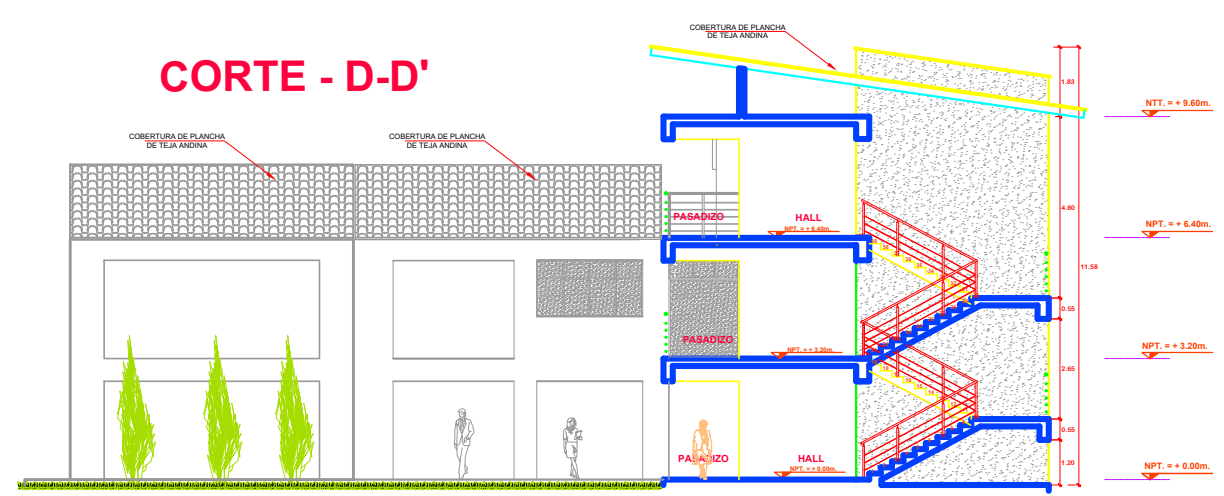 COBERTURA DE PLANCHA
DE TEJA ANDINA
CORTE - D-D'
1.83
NTT. = + 9.60m.
COBERTURA DE PLANCHA
DE TEJA ANDINA
COBERTURA DE PLANCHA
DE TEJA ANDINA
4.80
PASADIZO
HALL
NPT. = + 6.40m.
NPT. = + 6.40m.
11.58
0.55
PASADIZO
NPT. = + 3.20m.
NPT. = + 3.20m.
2.65
0.55
PASADIZO
HALL
NPT. = + 0.00m.
1.20
NPT. = + 0.00m.